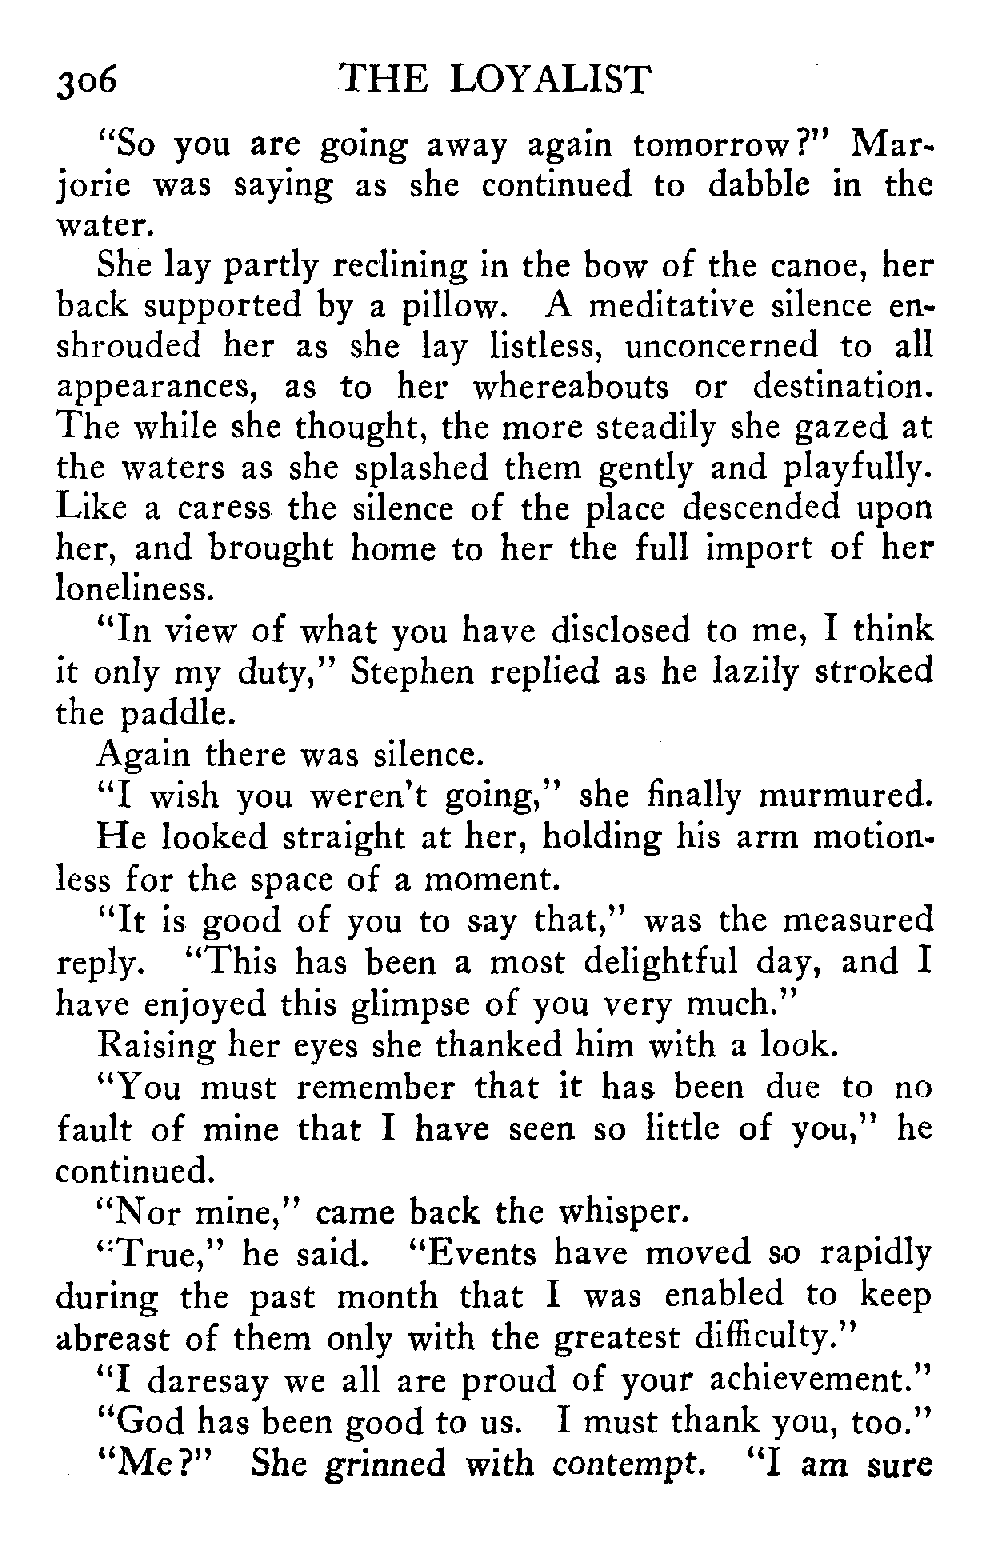 306 THE LOYALIST
"So you are going away again tomorrow?" Mar-
jorie was saying as she continued to dabble in the
water.
She lay partly reclining in the bow of the canoe, her
back supported by a pillow. A meditative silence en-
shrouded her as she lay listless, unconcerned to all
appearances, as to her whereabouts or destination.
The while she thought, the more steadily she gazed at
the waters as she splashed them gently and playfully.
Like a caress the silence of the place descended upon
her, and brought home to her the full import of her
loneliness.
"In view of what you have disclosed to me, I think
it only my duty," Stephen replied as he lazily stroked
the paddle.
Again there was silence.
"I wish you weren't going," she finally murmured.
He looked straight at her, holding his arm motion-
less for the space of a moment.
"It is good of you to say that," was the measured
reply. "This has been a most delightful day, and I
have enjoyed this glimpse of you very much."
Raising her eyes she thanked him with a look.
"You must remember that it has been due to no
fault of mine that I have seen so little of you," he
continued.
"Nor mine," came back the whisper.
"True," he said. "Events have moved so rapidly
during the past month that I was enabled to keep
abreast of them only with the greatest difficulty."
"I daresay we all are proud of your achievement."
"God has been good to us. I must thank you, too."
"Me?" She grinned with contempt. "I am sure